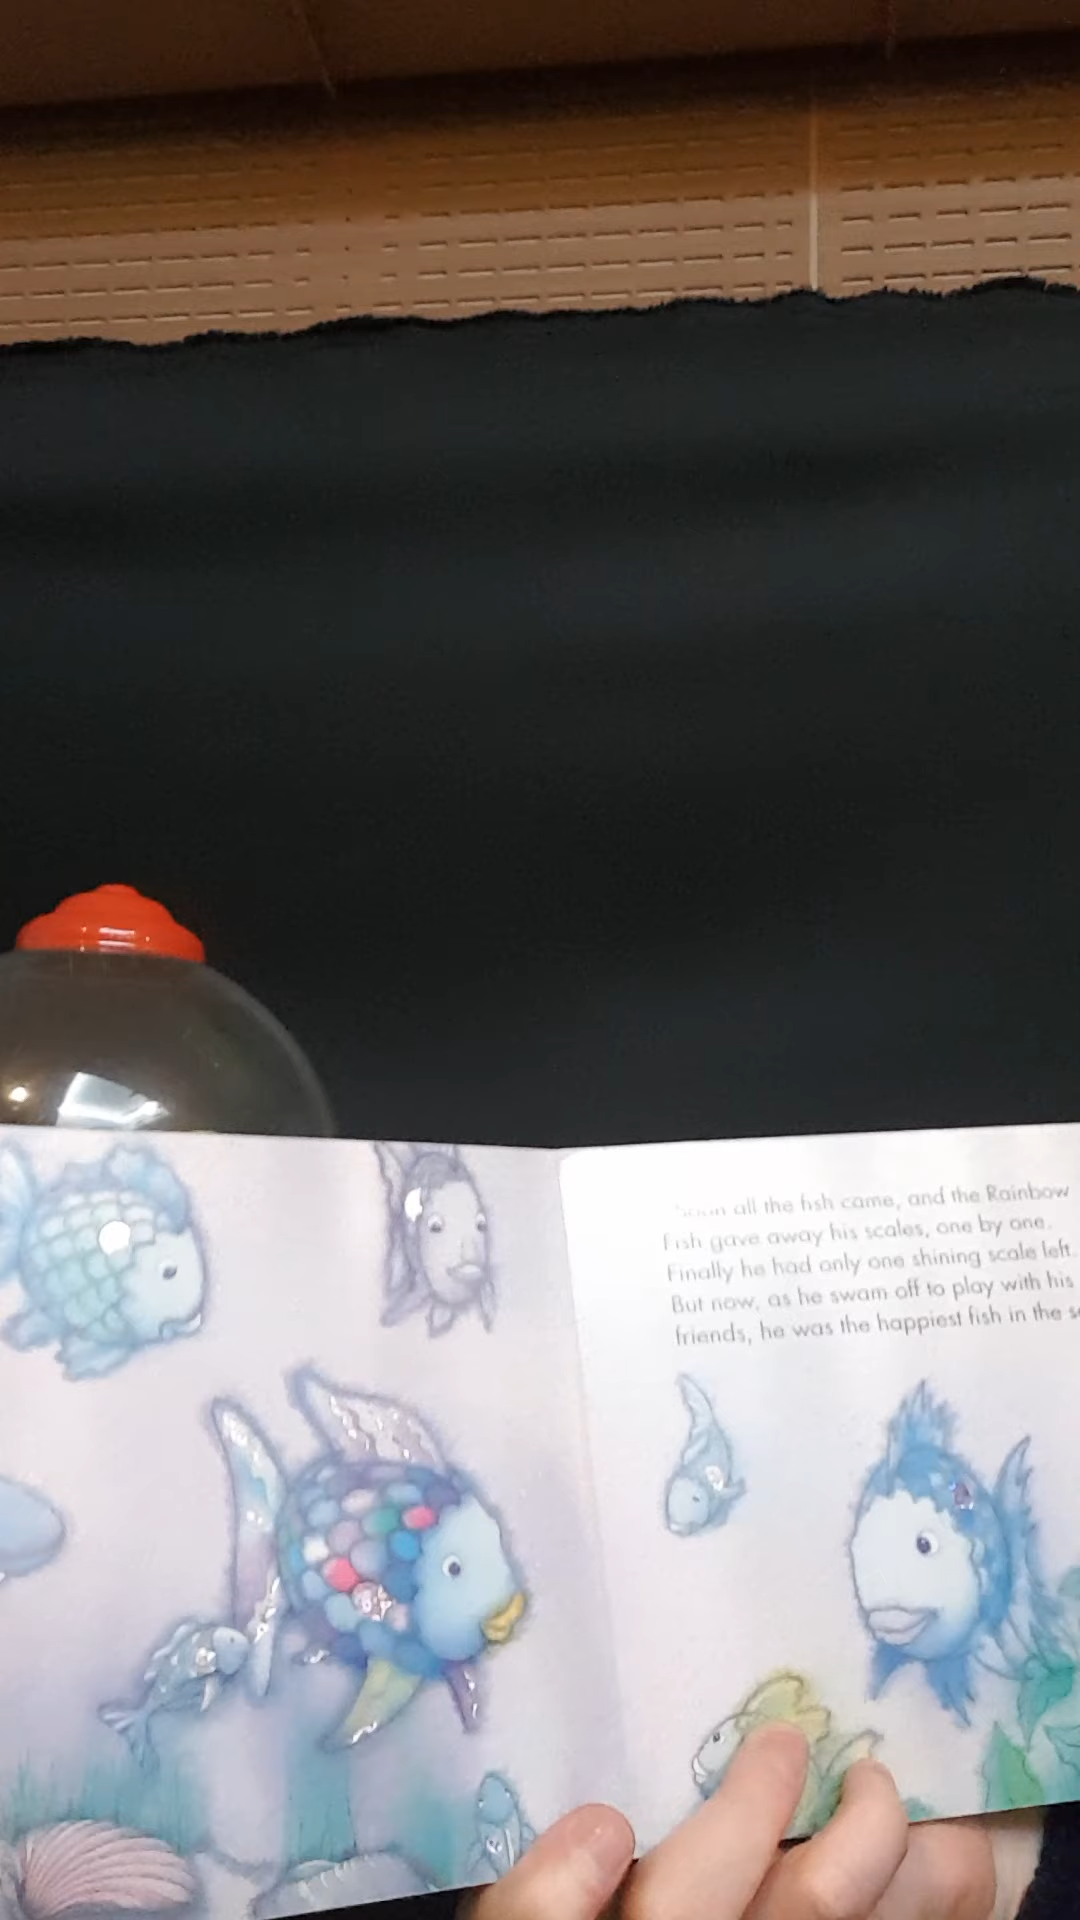 Soon all the fish came, and the Rainbow
Fish gave away his scales, one by one.
Finally he had only one shining scale left.
But now, as he swam off to play with his
friends, he was the happiest fish in the